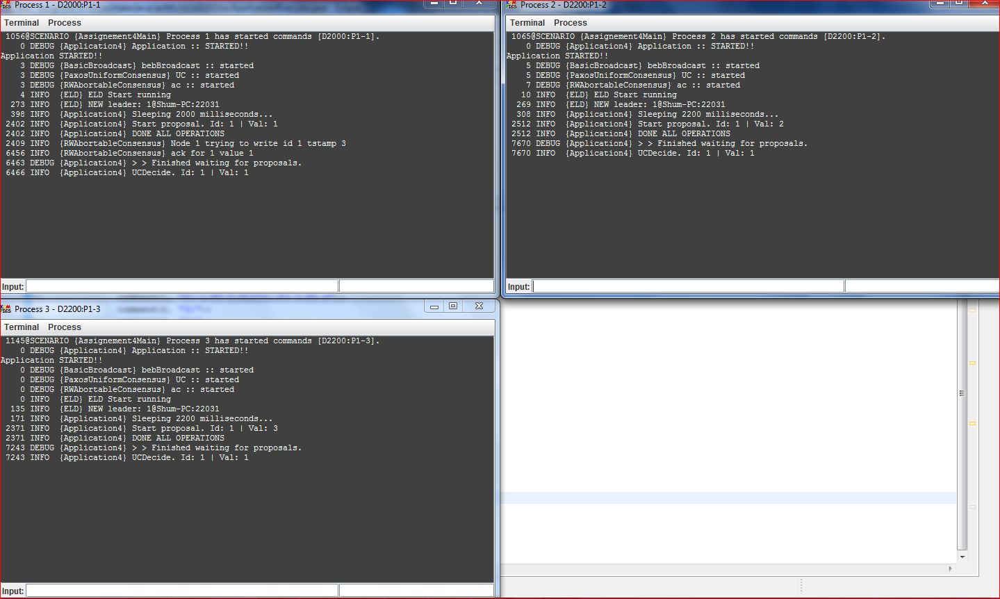 Process 1 - D2000:P1-1
Terminal Process
1056@SCENARIO {Assignement4Main} Process 1 has started commands [D2000:P1-1].
0 DEBUG {Application4} Application :: STARTED!!
Application STARTED!!
3 DEBUG {BasicBroadcast} bebBroadcast :: started
3 DEBUG {PaxosUniformConsensus} UC :: started
3 DEBUG {RWAbortableConsensus} ac :: started
4 INFO {ELD} ELD Start running
273 INFO {ELD} NEW leader: 1@Shum-PC:22031
398 INFO {Application4} Sleeping 2000 milliseconds...
2402 INFO {Application4} Start proposal. Id: 1 | Val: 1
2402 INFO {Application4} DONE ALL OPERATIONS
2409 INFO {RWAbortableConsensus} Node 1 trying to write id 1 tstamp 3
6456 INFO {RWAbortableConsensus} ack for 1 value 1
6463 DEBUG {Application4} > > Finished waiting for proposals.
6466 INFO {Application4} UCDecide. Id: 1 | Val: 1
Input:
Process 2 - D2200:P1-2
Terminal Process
1065@SCENARIO {Assignement4Main} Process 2 has started commands [D2200:P1-2].
0 DEBUG {Application4} Application :: STARTED!!
Application STARTED!!
5 DEBUG {BasicBroadcast} bebBroadcast :: started
5 DEBUG {PaxosUniformConsensus} UC :: started
7 DEBUG {RWAbortableConsensus} ac :: started
10 INFO {ELD} ELD Start running
269 INFO {ELD} NEW leader: 1@Shum-PC:22031
308 INFO {Application4} Sleeping 2200 milliseconds...
2512 INFO {Application4} Start proposal. Id: 1 | Val: 2
2512 INFO {Application4} DONE ALL OPERATIONS
7670 DEBUG {Application4} > > Finished waiting for proposals.
7670 INFO {Application4} UCDecide. Id: 1 | Val: 1
Input:
Process 3 - D2200:P1-3
Terminal Process
1145@SCENARIO {Assignement4Main} Process 3 has started commands [D2200:P1-3].
0 DEBUG {Application4} Application :: STARTED!!
Application STARTED!!
0 DEBUG {BasicBroadcast} bebBroadcast :: started
0 DEBUG {PaxosUniformConsensus} UC :: started
0 DEBUG {RWAbortableConsensus} ac :: started
0 INFO {ELD} ELD Start running
135 INFO {ELD} NEW leader: 1@Shum-PC:22031
171 INFO {Application4} Sleeping 2200 milliseconds...
2371 INFO {Application4} Start proposal. Id: 1 | Val: 3
2371 INFO {Application4} DONE ALL OPERATIONS
7243 DEBUG {Application4} > > Finished waiting for proposals.
7243 INFO {Application4} UCDecide. Id: 1 | Val: 1
Input: